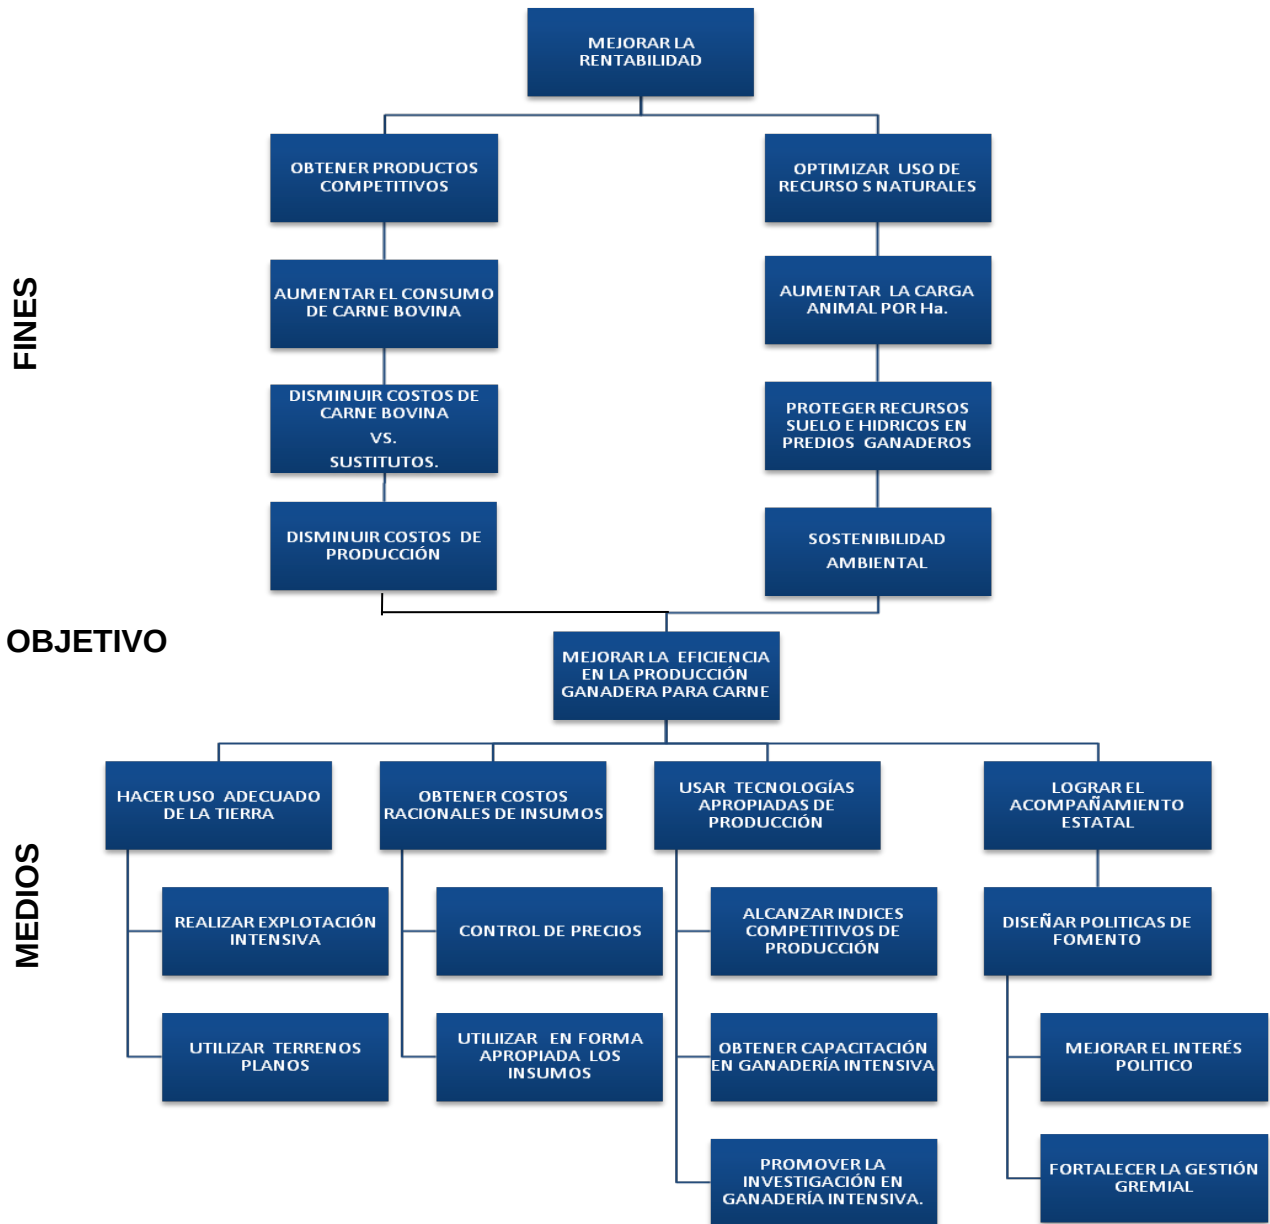 MEJORAR LA
RENTABILIDAD
OBTENER PRODUCTOS
COMPETITIVOS
OPTIMIZAR USO DE
RECURSO S NATURALES
FINES
AUMENTAR EL CONSUMO
DE CARNE BOVINA
AUMENTAR LA CARGA
ANIMAL POR Ha.
DISMINUIR COSTOS DE
CARNE BOVINA
VS.
SUSTITUTOS.
PROTEGER RECURSOS
SUELO E HIDRICOS EN
PREDIOS GANADEROS
DISMINUIR COSTOS DE
PRODUCCIÓN
SOSTENIBILIDAD
AMBIENTAL
OBJETIVO
MEJORAR LA EFICIENCIA
EN LA PRODUCCIÓN
GANADERA PARA CARNE
MEDIOS
HACER USO ADECUADO
DE LA TIERRA
OBTENER COSTOS
RACIONALES DE INSUMOS
USAR TECNOLOGÍAS
APROPIADAS DE
PRODUCCIÓN
LOGRAR EL
ACOMPAÑAMIENTO
ESTATAL
REALIZAR EXPLOTACIÓN
INTENSIVA
CONTROL DE PRECIOS
ALCANZAR INDICES
COMPETITIVOS DE
PRODUCCIÓN
DISEÑAR POLITICAS DE
FOMENTO
UTILIZAR TERRENOS
PLANOS
UTILIIZAR EN FORMA
APROPIADA LOS
INSUMOS
OBTENER CAPACITACIÓN
EN GANADERÍA INTENSIVA
MEJORAR EL INTERÉS
POLITICO
PROMOVER LA
INVESTIGACIÓN EN
GANADERÍA INTENSIVA.
FORTALECER LA GESTIÓN
GREMIAL